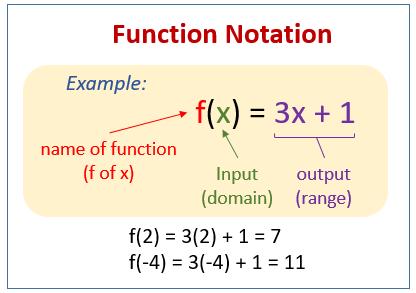 Function Notation
Example:
f(x) = 3x + 1
name of function
(f of x)
Input
(domain)
output
(range)
f(2) = 3(2) + 1 = 7
f(-4) = 3(-4) + 1 = 11